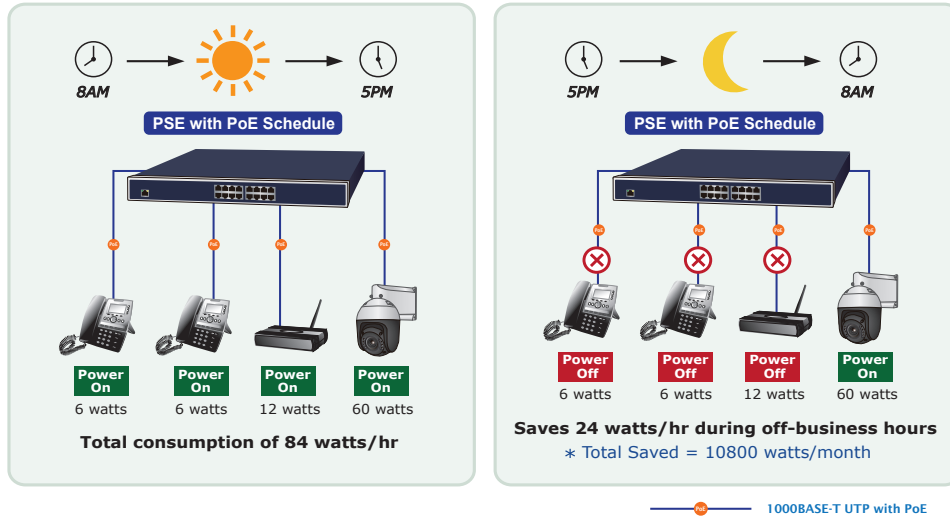 8AM
5PM
PSE with PoE Schedule
PoE
PoE
PoE
PoE
Power
On
Power
On
Power
On
Power
On
6 watts
6 watts
12 watts
60 watts
Total consumption of 84 watts/hr
5PM
8AM
PSE with PoE Schedule
PoE
PoE
PoE
PoE
Power
Off
Power
Off
Power
Off
Power
On
6 watts
6 watts
12 watts
60 watts
Saves 24 watts/hr during off-business hours
* Total Saved = 10800 watts/month
PoE
1000BASE-T UTP with PoE